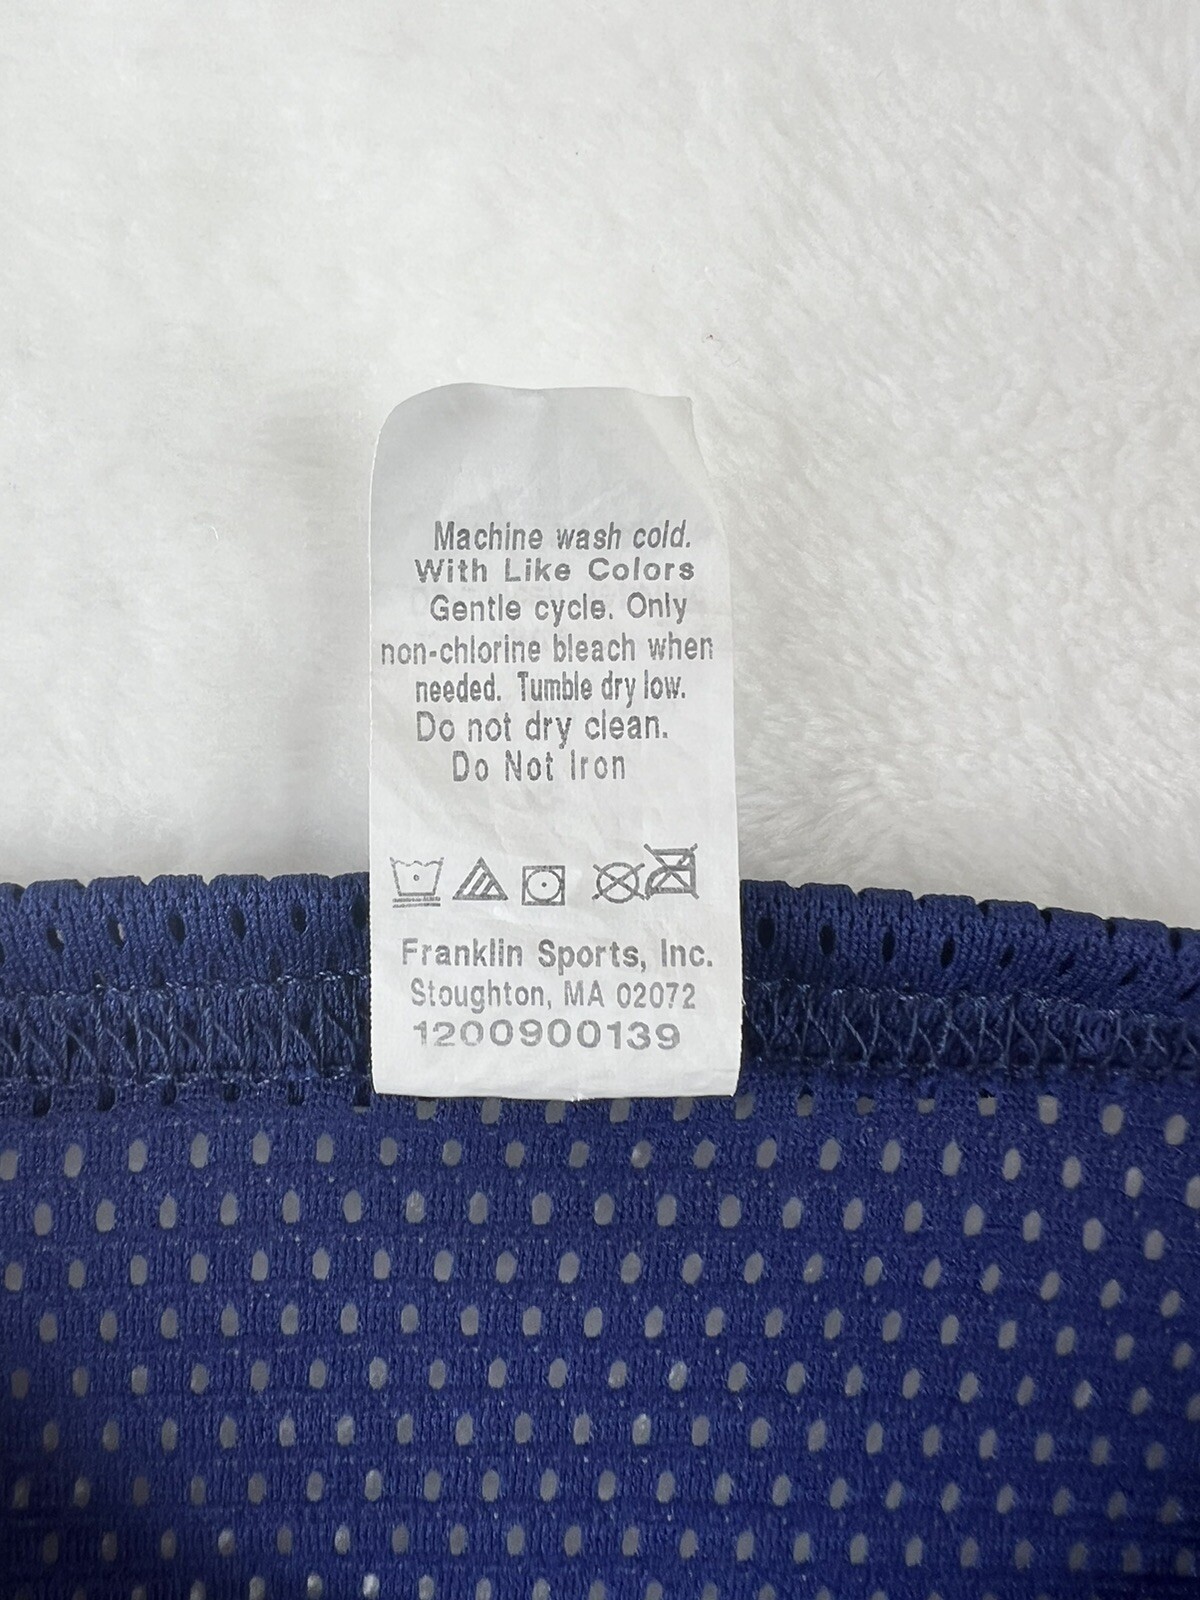 Machine wash cold.
With Like Colors
Gentle cycle. Only
non-chlorine bleach when
needed. Tumble dry low.
Do not dry clean.
Do Not Iron
Franklin Sports, Inc.
Stoughton, MA 02072
1200900139